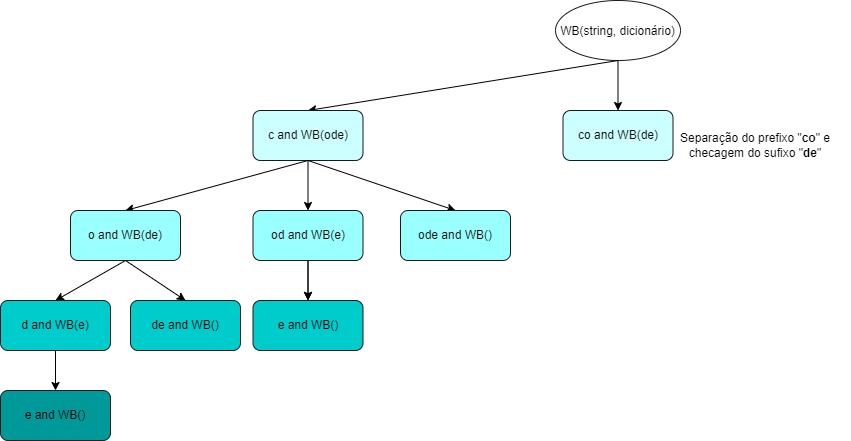 WB(string, dicionário)
c and WB(ode)
co and WB(de)
Separação do prefixo "co" e
checagem do sufixo "de"
o and WB(de)
od and WB(e)
ode and WB()
d and WB(e)
de and WB()
e and WB()
e and WB()